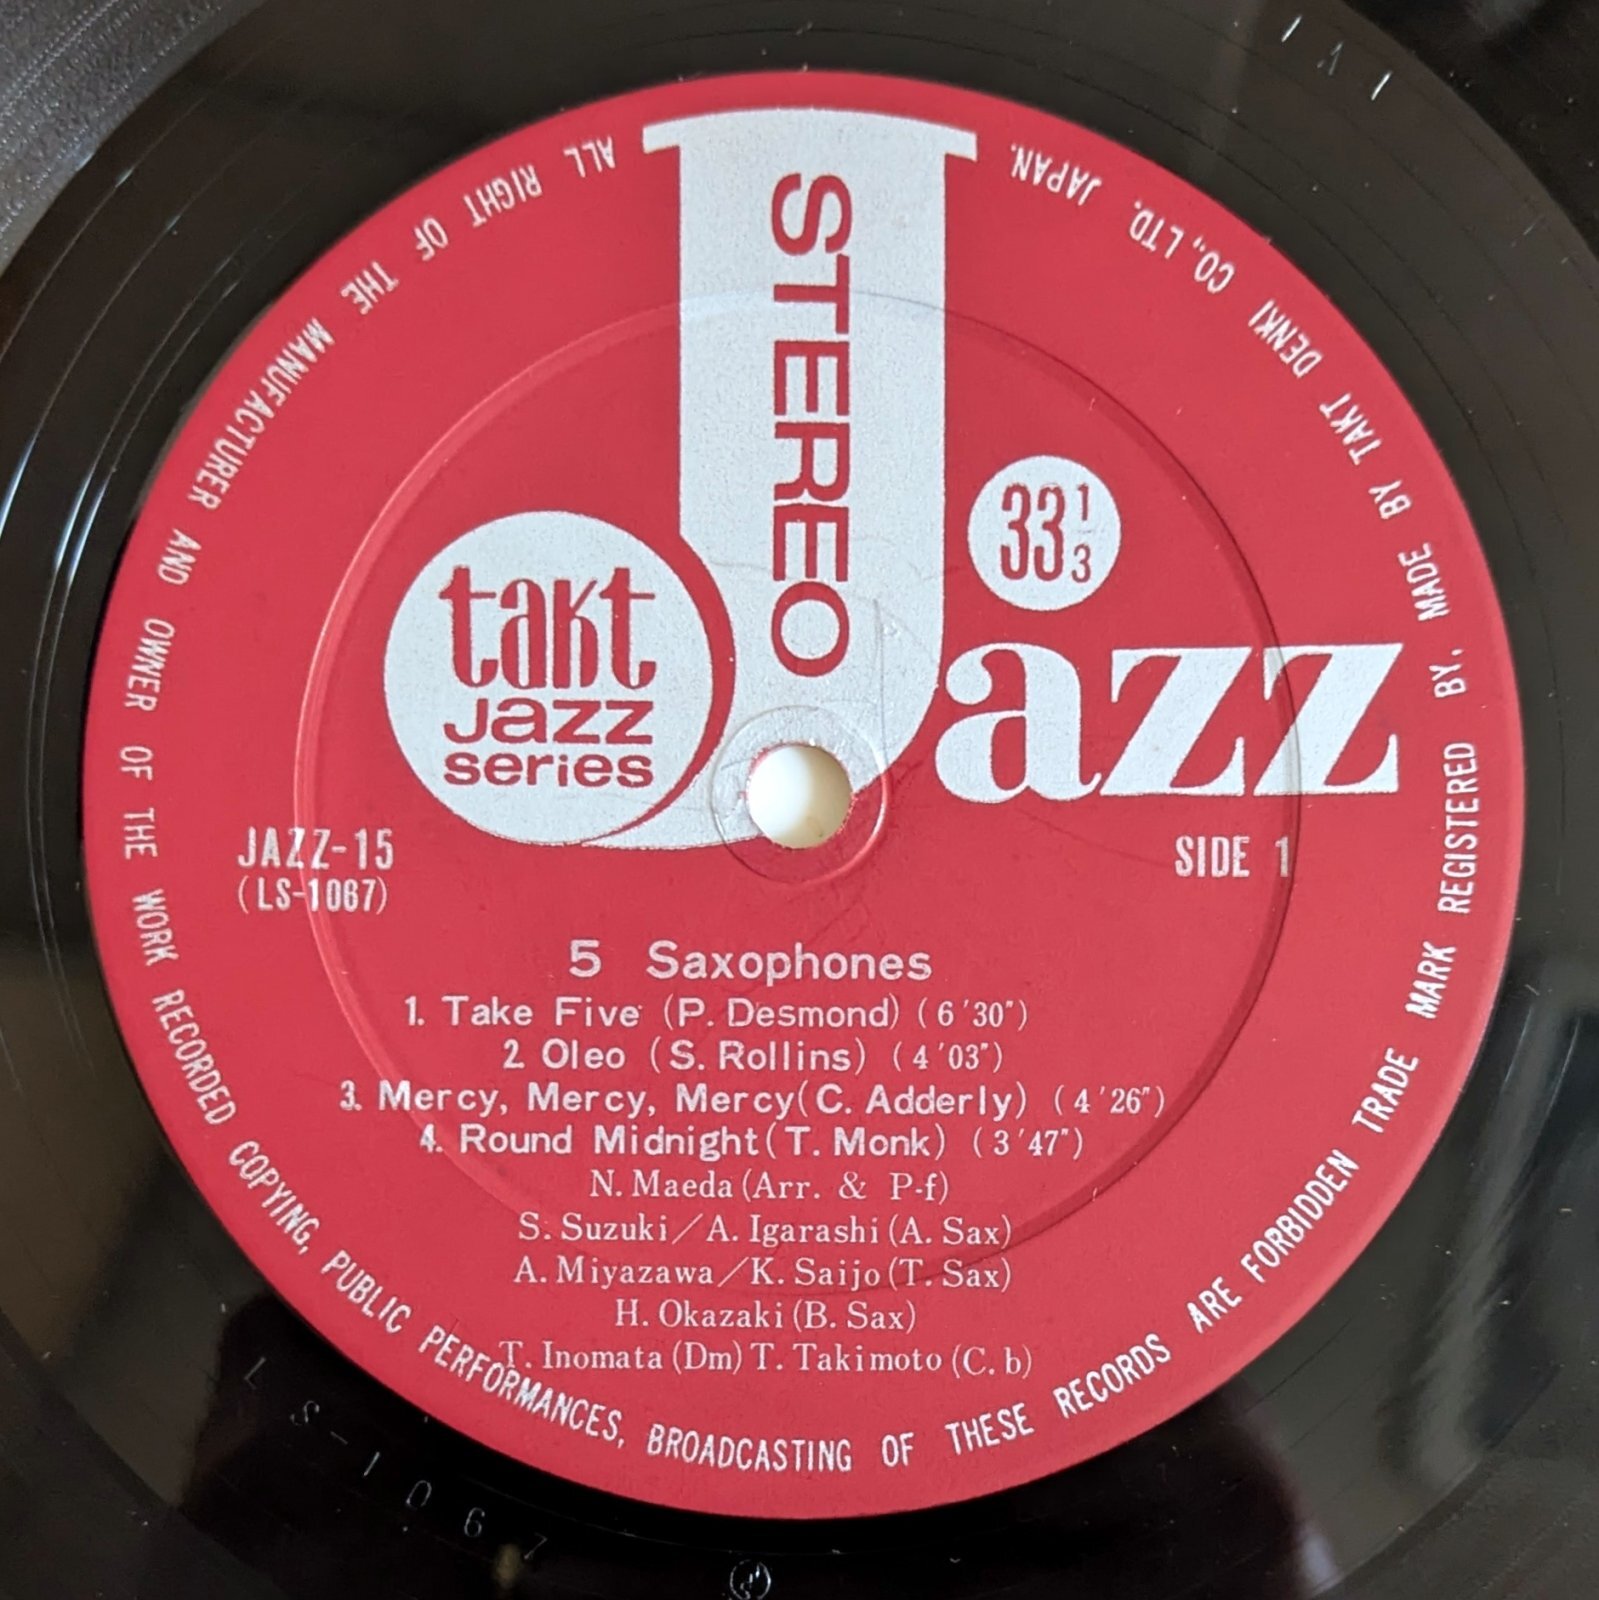 STEREO
33 1/3
takt
jazz
series
Jazz
JAZZ-15
(LS-1067)
SIDE 1
5 Saxophones
1. Take Five (P. Desmond) (6'30")
2. Oleo (S. Rollins) (4'03")
3. Mercy, Mercy, Mercy (C. Adderly) (4'26")
4. Round Midnight (T. Monk) (3'47")
N. Maeda (Arr. & P-f)
S. Suzuki/A. Igarashi (A. Sax)
A. Miyazawa/K. Saijo (T. Sax)
H. Okazaki (B. Sax)
T. Inomata (Dm) T. Takimoto (C. b)
ALL RIGHT OF THE MANUFACTURER AND OWNER OF THE WORK RECORDED COPYING, PUBLIC PERFORMANCES, BROADCASTING OF THESE RECORDS ARE FORBIDDEN TRADE MARK REGISTERED BY. MADE BY TAKT DENKI CO., LTD. JAPAN.
LS-1067